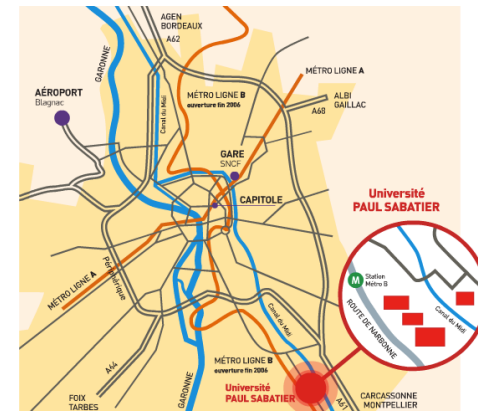 AGEN
BORDEAUX
A62
GARONNE
MÉTRO LIGNE A
AÉROPORT
Blagnac
MÉTRO LIGNE B
ouverture fin 2006
Canal du Midi
ALBI
GAILLAC
A68
GARE
SNCF
CAPITOLE
Université
PAUL SABATIER
M
Station
Métro B
Canal du Midi
ROUTE DE NARBONNE
Périphérique
MÉTRO LIGNE A
Canal du Midi
A64
MÉTRO LIGNE B
ouverture fin 2006
Université
PAUL SABATIER
FOIX
TARBES
GARONNE
A61
CARCASSONNE
MONTPELLIER